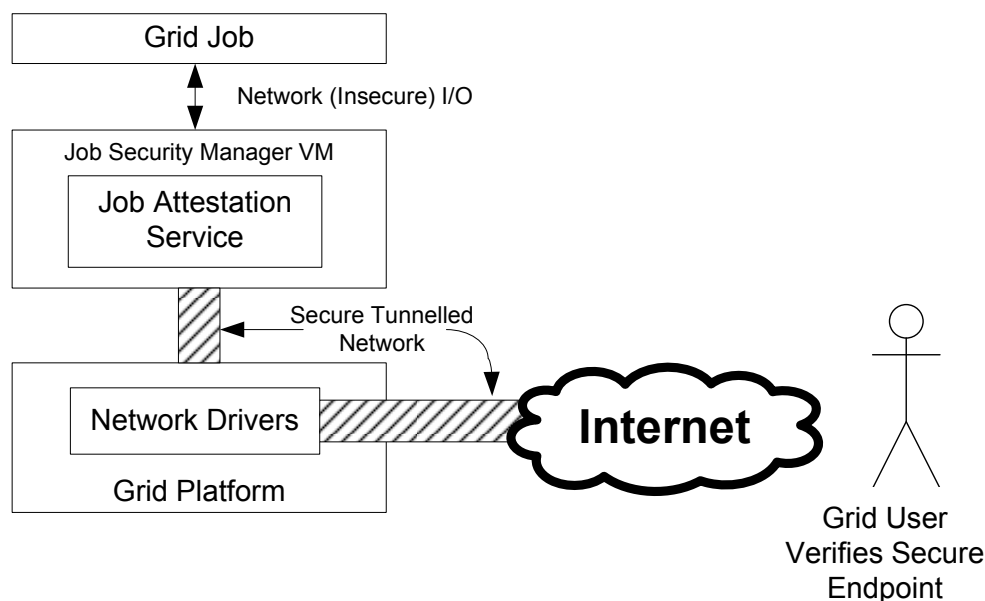 Grid Job
Network (Insecure) I/O
Job Security Manager VM
Job Attestation
Service
Secure Tunnelled
Network
Network Drivers
Grid Platform
Internet
Grid User
Verifies Secure
Endpoint